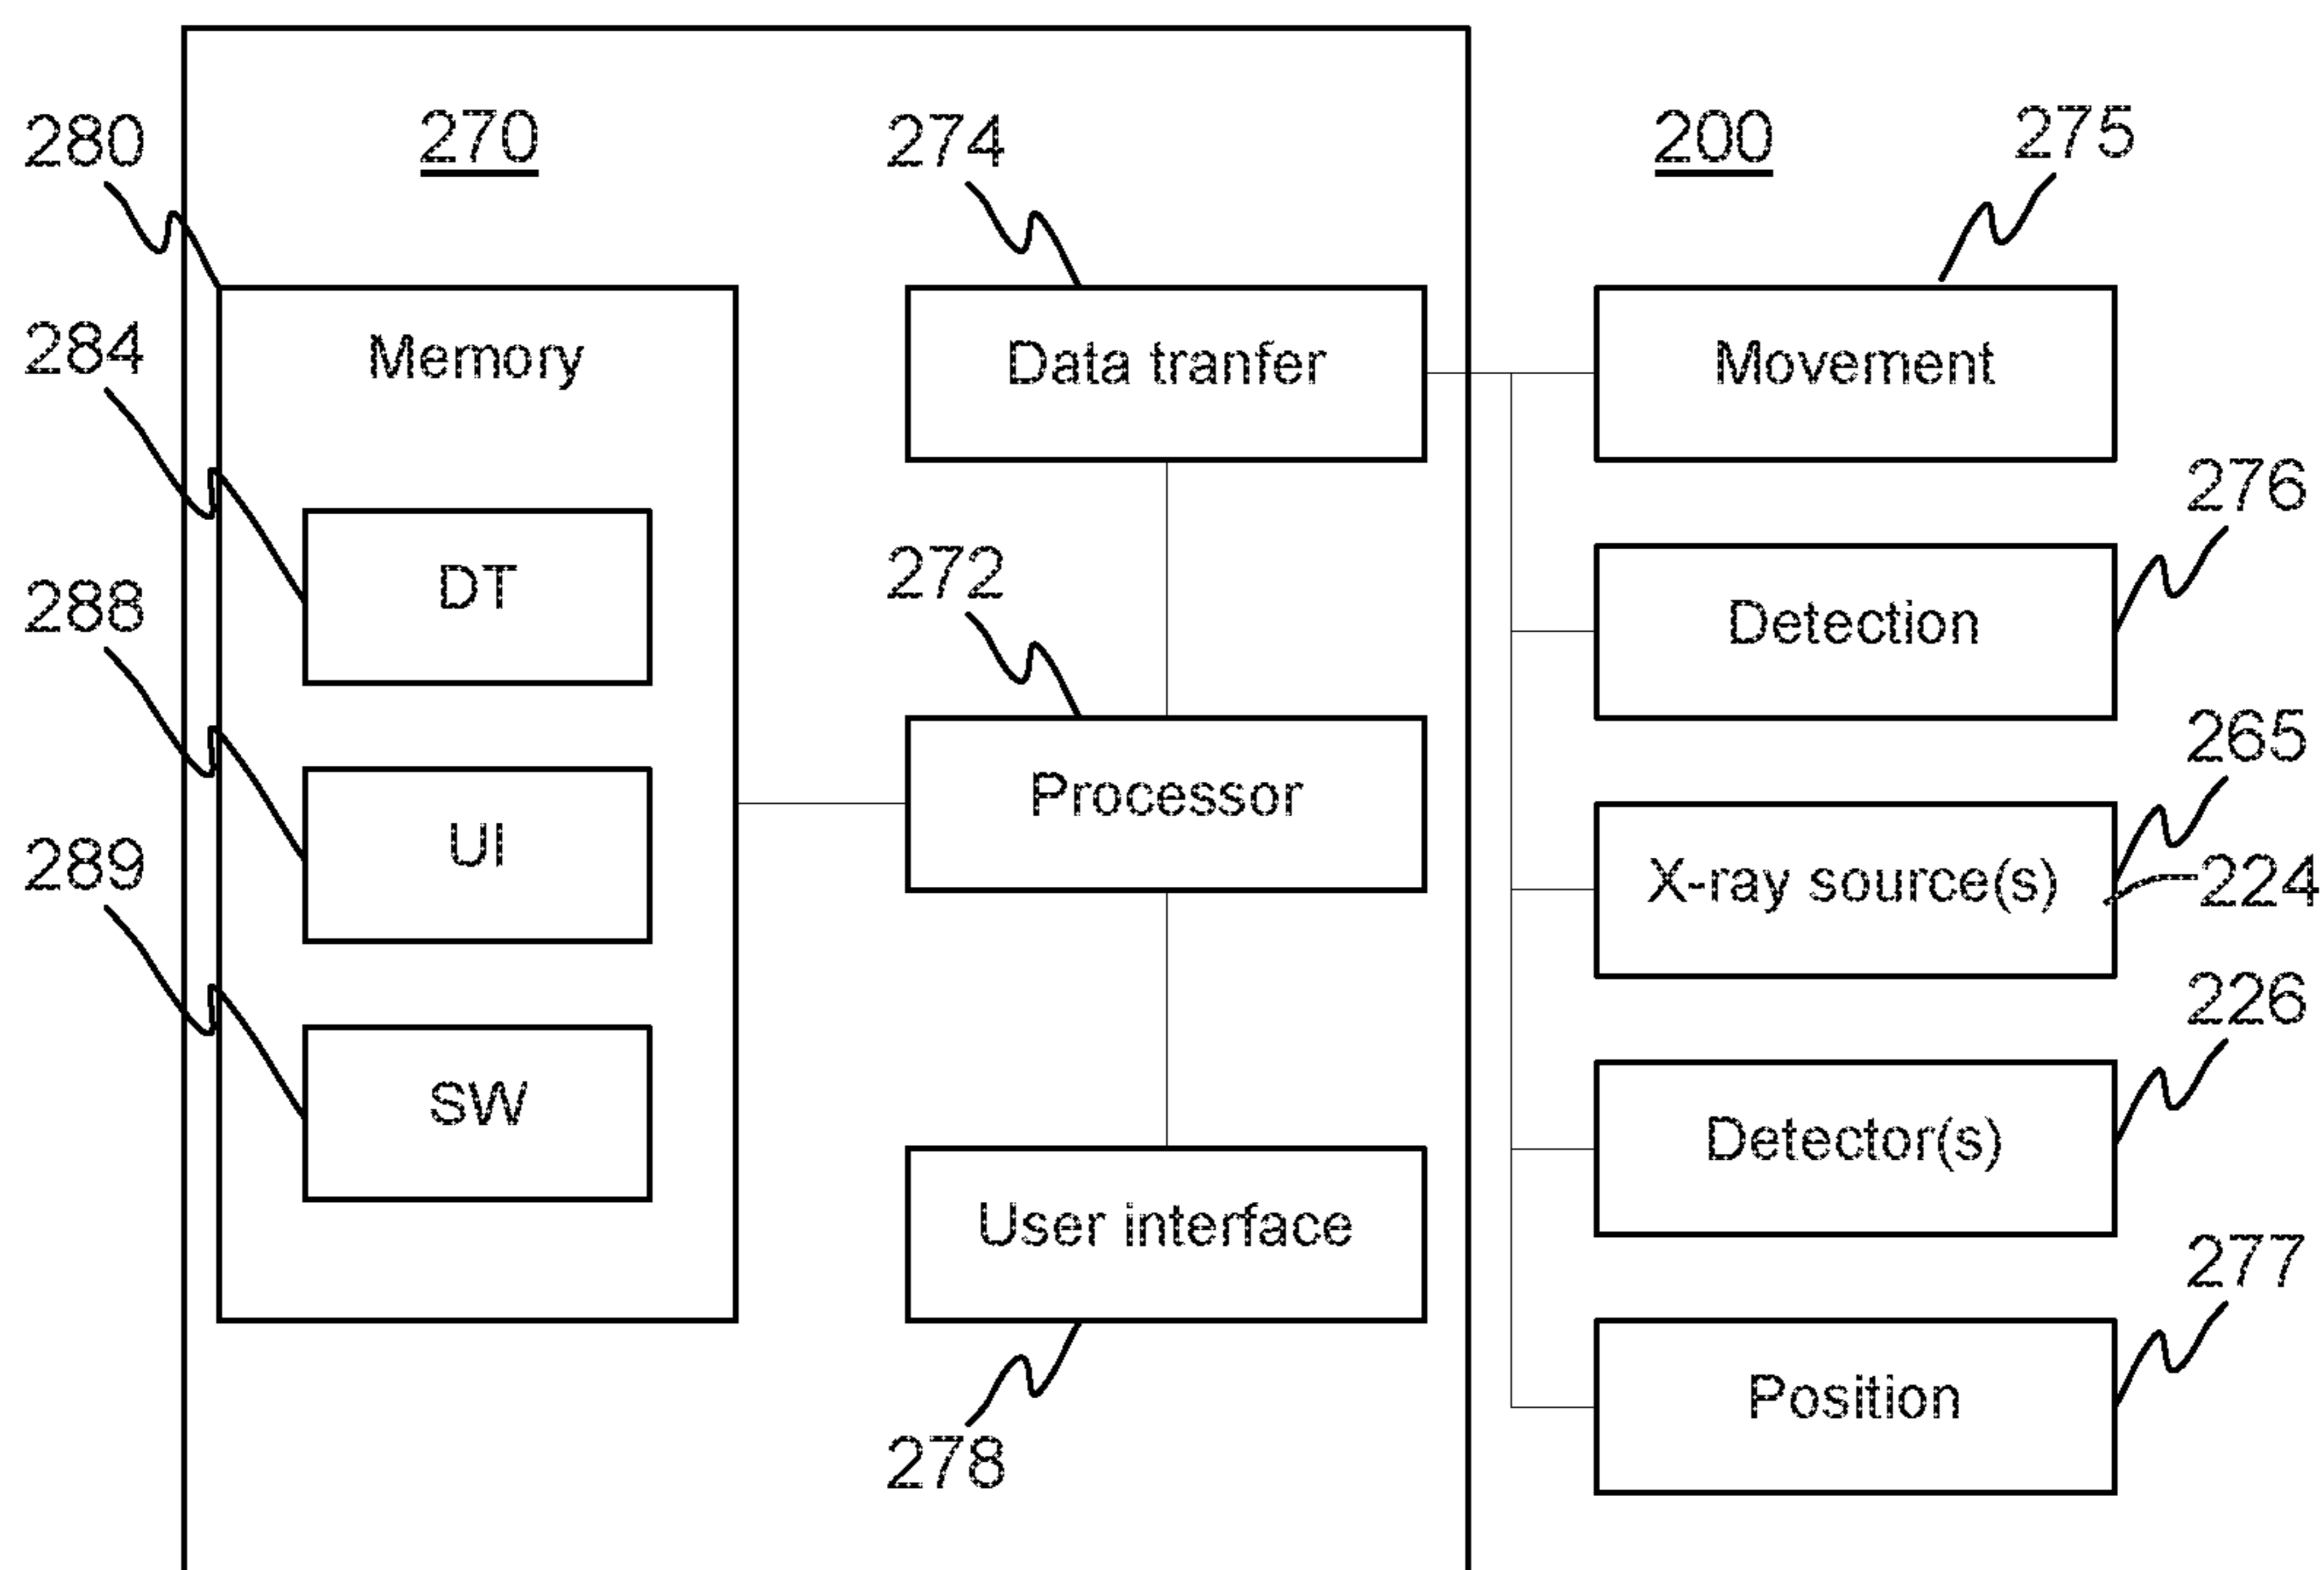 280
270
274
200
275
284
Memory
Data tranfer
Movement
276
DT
272
Detection
288
265
UI
Processor
X-ray source(s)
224
289
226
SW
User interface
Detector(s)
277
278
Position